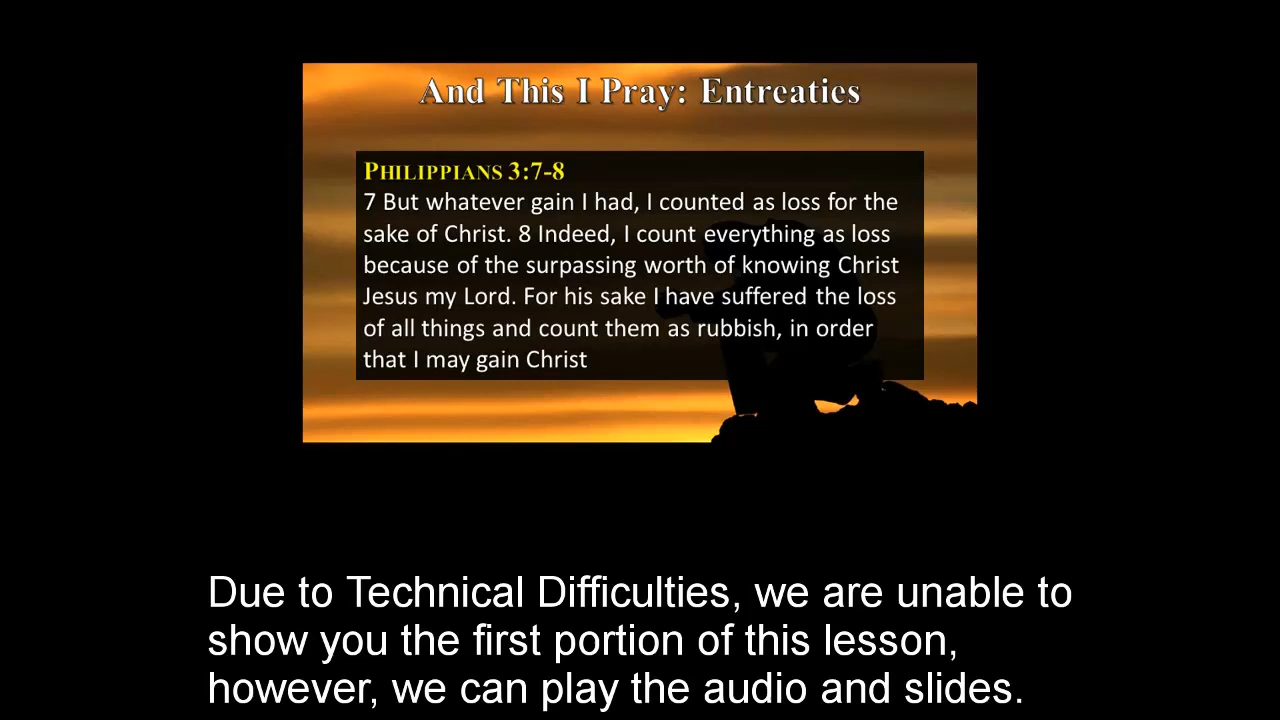 And This I Pray: Entreaties
PHILIPPIANS 3:7-8
7 But whatever gain I had, I counted as loss for the
sake of Christ. 8 Indeed, I count everything as loss
because of the surpassing worth of knowing Christ
Jesus my Lord. For his sake I have suffered the loss
of all things and count them as rubbish, in order
that I may gain Christ
Due to Technical Difficulties, we are unable to
show you the first portion of this lesson,
however, we can play the audio and slides.